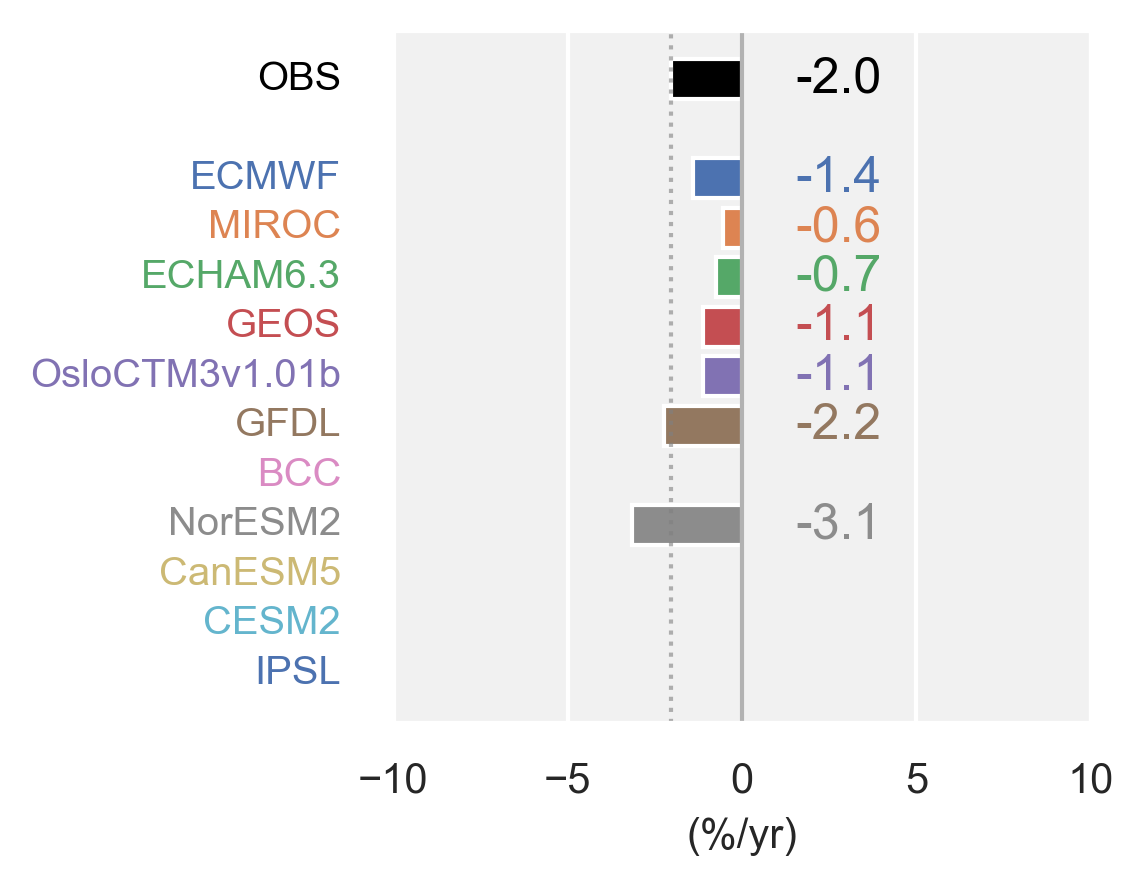 OBS -2.0
ECMWF -1.4
MIROC -0.6
ECHAM6.3 -0.7
GEOS -1.1
OsloCTM3v1.01b -1.1
GFDL -2.2
BCC
NorESM2 -3.1
CanESM5
CESM2
IPSL
−10 −5 0 5 10
(%/yr)